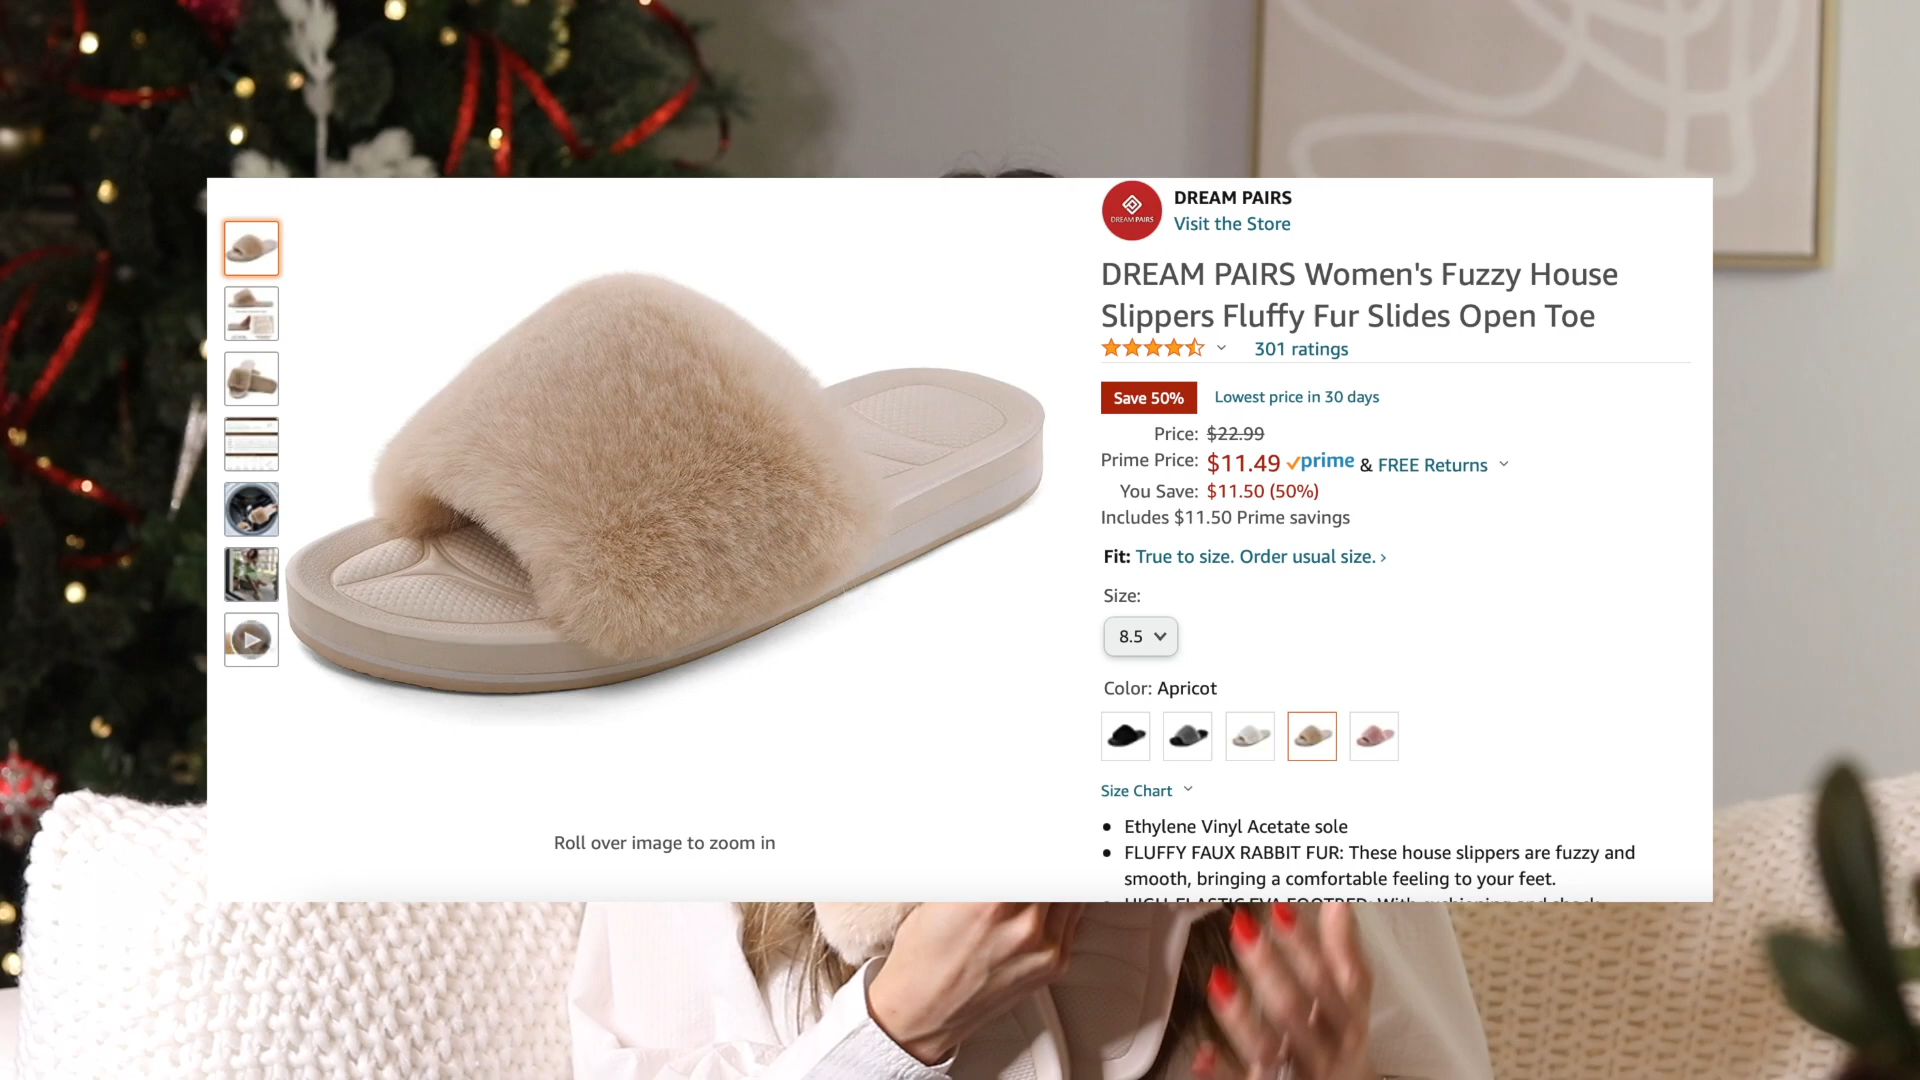 DREAM PAIRS
DREAM PAIRS
Visit the Store
DREAM PAIRS Women's Fuzzy House
Slippers Fluffy Fur Slides Open Toe
301 ratings
Save 50% Lowest price in 30 days
Price: $22.99
Prime Price: $11.49 prime & FREE Returns
You Save: $11.50 (50%)
Includes $11.50 Prime savings
Fit: True to size. Order usual size. ›
Size:
8.5
Color: Apricot
Size Chart
Roll over image to zoom in
• Ethylene Vinyl Acetate sole
• FLUFFY FAUX RABBIT FUR: These house slippers are fuzzy and
smooth, bringing a comfortable feeling to your feet.